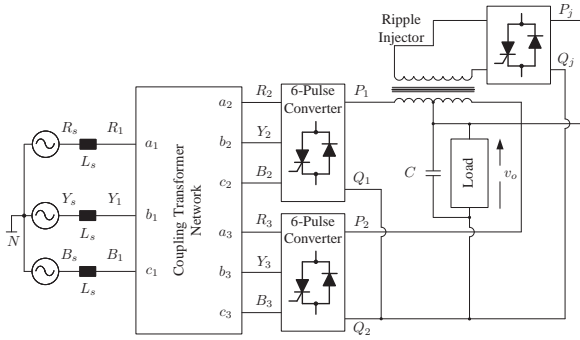 Ripple
Injector
P_j
Q_j
R_s
R_1
L_s
a_1
Y_s
Y_1
L_s
b_1
N
B_s
B_1
L_s
c_1
Coupling Transformer
Network
a_2
R_2
b_2
Y_2
c_2
B_2
a_3
R_3
b_3
Y_3
c_3
B_3
6-Pulse
Converter
P_1
Q_1
6-Pulse
Converter
P_2
Q_2
C
Load
v_o